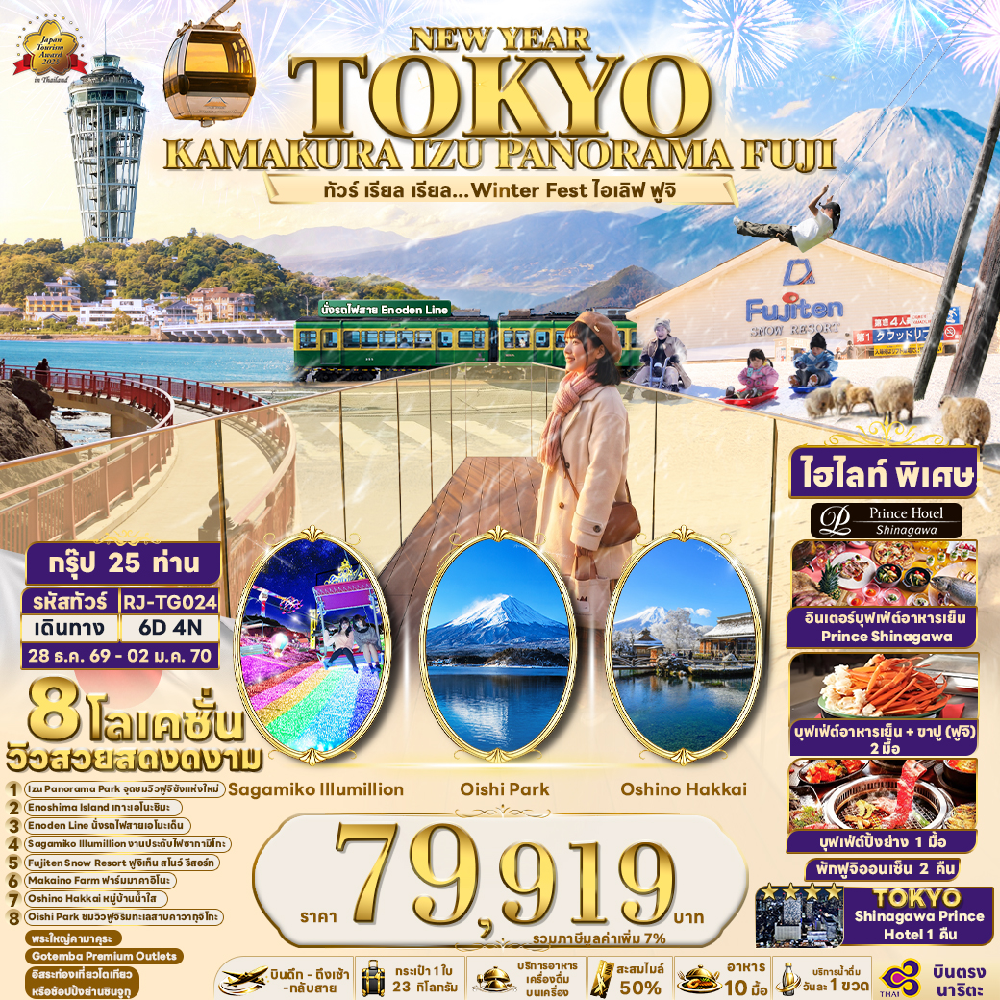 Japan
Tourism
Award
in Thailand
NEW YEAR
TOKYO
KAMAKURA IZU PANORAMA FUJI
ทัวร์ เรียล เรียล...Winter Fest ไอเลิฟ ฟูจิ
นั่งรถไฟสาย Enoden Line
Fujiten
SNOW RESORT
ไฮไลท์ พิเศษ
Prince Hotel
Shinagawa
อินเตอร์บุฟเฟ่ต์อาหารเย็น
Prince Shinagawa
บุฟเฟ่ต์อาหารเย็น + ขาปู (ฟูจิ)
2 มื้อ
บุฟเฟ่ต์ปิ้งย่าง 1 มื้อ
พักฟูจิออนเซ็น 2 คืน
TOKYO
Shinagawa Prince
Hotel 1 คืน
กรุ๊ป 25 ท่าน
รหัสทัวร์ RJ-TG024
เดินทาง 6D 4N
28 ธ.ค. 69 - 02 ม.ค. 70
8 โลเคชั่น
วิวสวยสดงดงาม
1 Izu Panorama Park จุดชมวิวฟูจิซังแห่งใหม่
2 Enoshima Island เกาะเอโนะชิมะ
3 Enoden Line นั่งรถไฟสายเอโนะเด็น
4 Sagamiko Illumillion งานประดับไฟซากามิโกะ
5 Fujiten Snow Resort ฟูจิเท็น สโนว์ รีสอร์ท
6 Makaino Farm ฟาร์มมาคาอิโนะ
7 Oshino Hakkai หมู่บ้านน้ำใส
8 Oishi Park ชมวิวฟูจิริมทะเลสาบคาวากุจิโกะ
พระใหญ่คามาคุระ
Gotemba Premium Outlets
อิสระท่องเที่ยวโตเกียว
หรือช้อปปิ้งย่านชินจูกุ
Sagamiko Illumillion
Oishi Park
Oshino Hakkai
ราคา 79,919 บาท
รวมภาษีมูลค่าเพิ่ม 7%
บินดึก - ถึงเช้า
-กลับสาย
กระเป๋า 1 ใบ
23 กิโลกรัม
บริการอาหาร
เครื่องดื่ม
บนเครื่อง
สะสมไมล์
50%
อาหาร
10 มื้อ
บริการน้ำดื่ม
วันละ 1 ขวด
THAI
บินตรง
นาริตะ